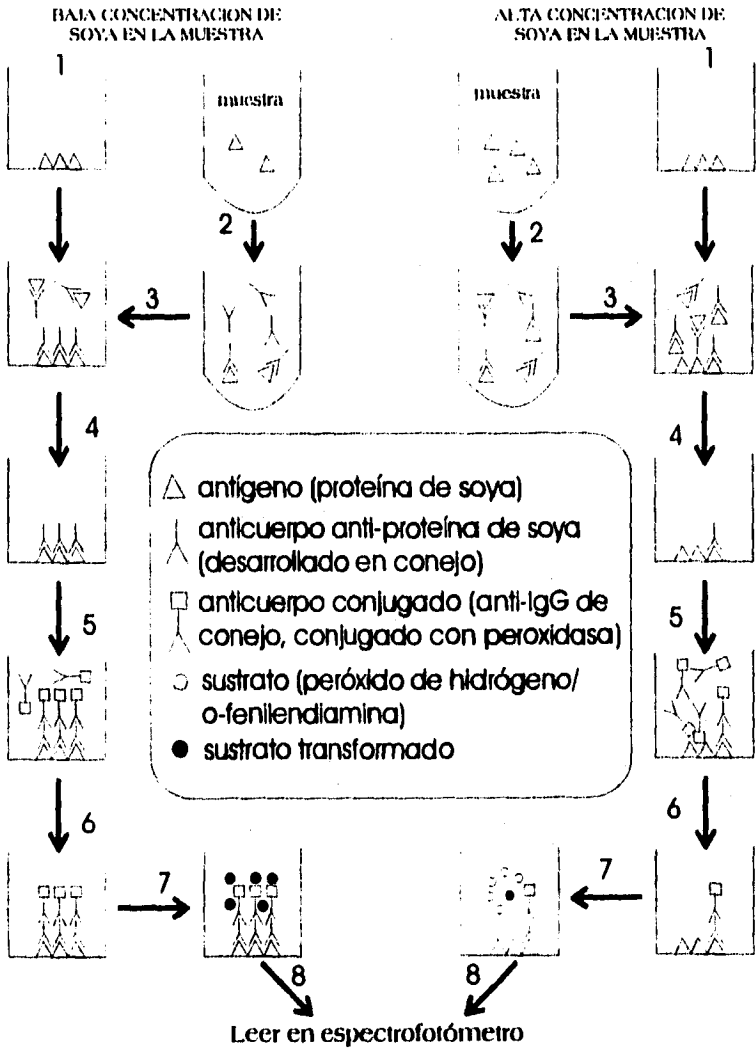 BAJA CONCENTRACION DE
SOYA EN LA MUESTRA
ALTA CONCENTRACION DE
SOYA EN LA MUESTRA
1
muestra
muestra
1
2
2
3
3
4
4
△ antígeno (proteína de soya)
anticuerpo anti-proteína de soya
(desarrollado en conejo)
anticuerpo conjugado (anti-IgG de
conejo, conjugado con peroxidasa)
sustrato (peróxido de hidrógeno/
o-fenilendiamina)
● sustrato transformado
5
5
6
6
7
7
8
8
Leer en espectrofotómetro